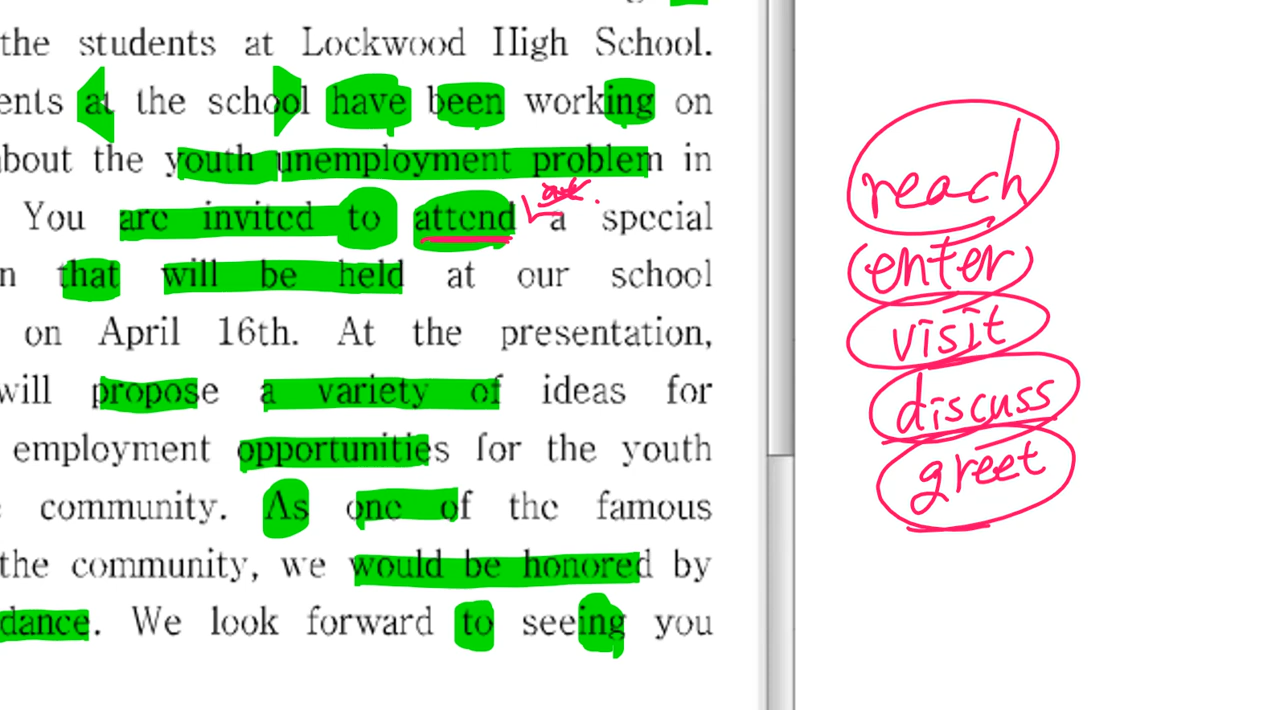 the students at Lockwood High School.
ents at the school have been working on
about the youth unemployment problem in
You are invited to attend a special
n that will be held at our school
on April 16th. At the presentation,
will propose a variety of ideas for
employment opportunities for the youth
community. As one of the famous
the community, we would be honored by
dance. We look forward to seeing you
reach
enter
visit
discuss
greet